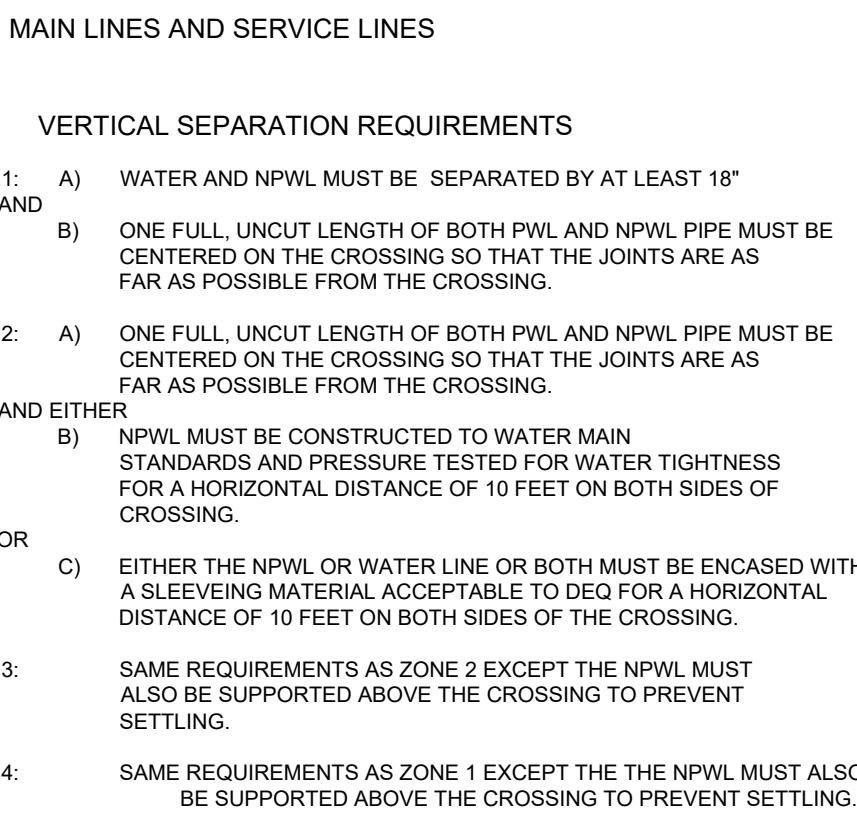 MAIN LINES AND SERVICE LINES
VERTICAL SEPARATION REQUIREMENTS
1: A) WATER AND NPWL MUST BE SEPARATED BY AT LEAST 18"
AND
B) ONE FULL, UNCUT LENGTH OF BOTH PWL AND NPWL PIPE MUST BE
CENTERED ON THE CROSSING SO THAT THE JOINTS ARE AS
FAR AS POSSIBLE FROM THE CROSSING.
2: A) ONE FULL, UNCUT LENGTH OF BOTH PWL AND NPWL PIPE MUST BE
CENTERED ON THE CROSSING SO THAT THE JOINTS ARE AS
FAR AS POSSIBLE FROM THE CROSSING.
AND EITHER
B) NPWL MUST BE CONSTRUCTED TO WATER MAIN
STANDARDS AND PRESSURE TESTED FOR WATER TIGHTNESS
FOR A HORIZONTAL DISTANCE OF 10 FEET ON BOTH SIDES OF
CROSSING.
OR
C) EITHER THE NPWL OR WATER LINE OR BOTH MUST BE ENCASED WITH
A SLEEVEING MATERIAL ACCEPTABLE TO DEQ FOR A HORIZONTAL
DISTANCE OF 10 FEET ON BOTH SIDES OF THE CROSSING.
3: SAME REQUIREMENTS AS ZONE 2 EXCEPT THE NPWL MUST
ALSO BE SUPPORTED ABOVE THE CROSSING TO PREVENT
SETTLING.
4: SAME REQUIREMENTS AS ZONE 1 EXCEPT THE THE NPWL MUST ALSO
BE SUPPORTED ABOVE THE CROSSING TO PREVENT SETTLING.